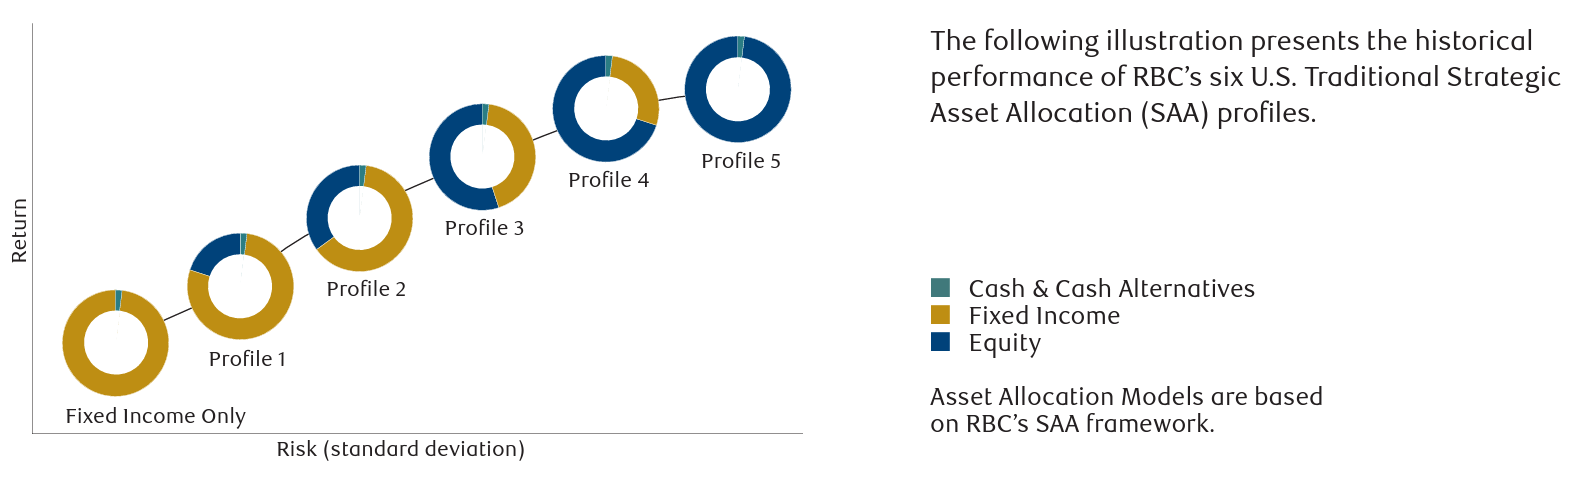 The following illustration presents the historical
performance of RBC's six U.S. Traditional Strategic
Asset Allocation (SAA) profiles.
Return
Profile 5
Profile 4
Profile 3
Profile 2
Profile 1
Fixed Income Only
Risk (standard deviation)
Cash & Cash Alternatives
Fixed Income
Equity
Asset Allocation Models are based
on RBC's SAA framework.